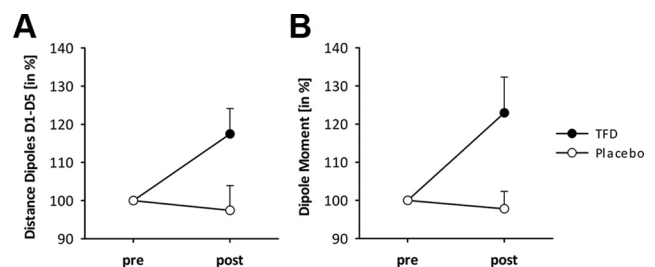 A
B
Distance Dipoles D1-D5 [in %]
140
130
120
110
100
90
pre
post
Dipole Moment [in %]
140
130
120
110
100
90
pre
post
TFD
Placebo